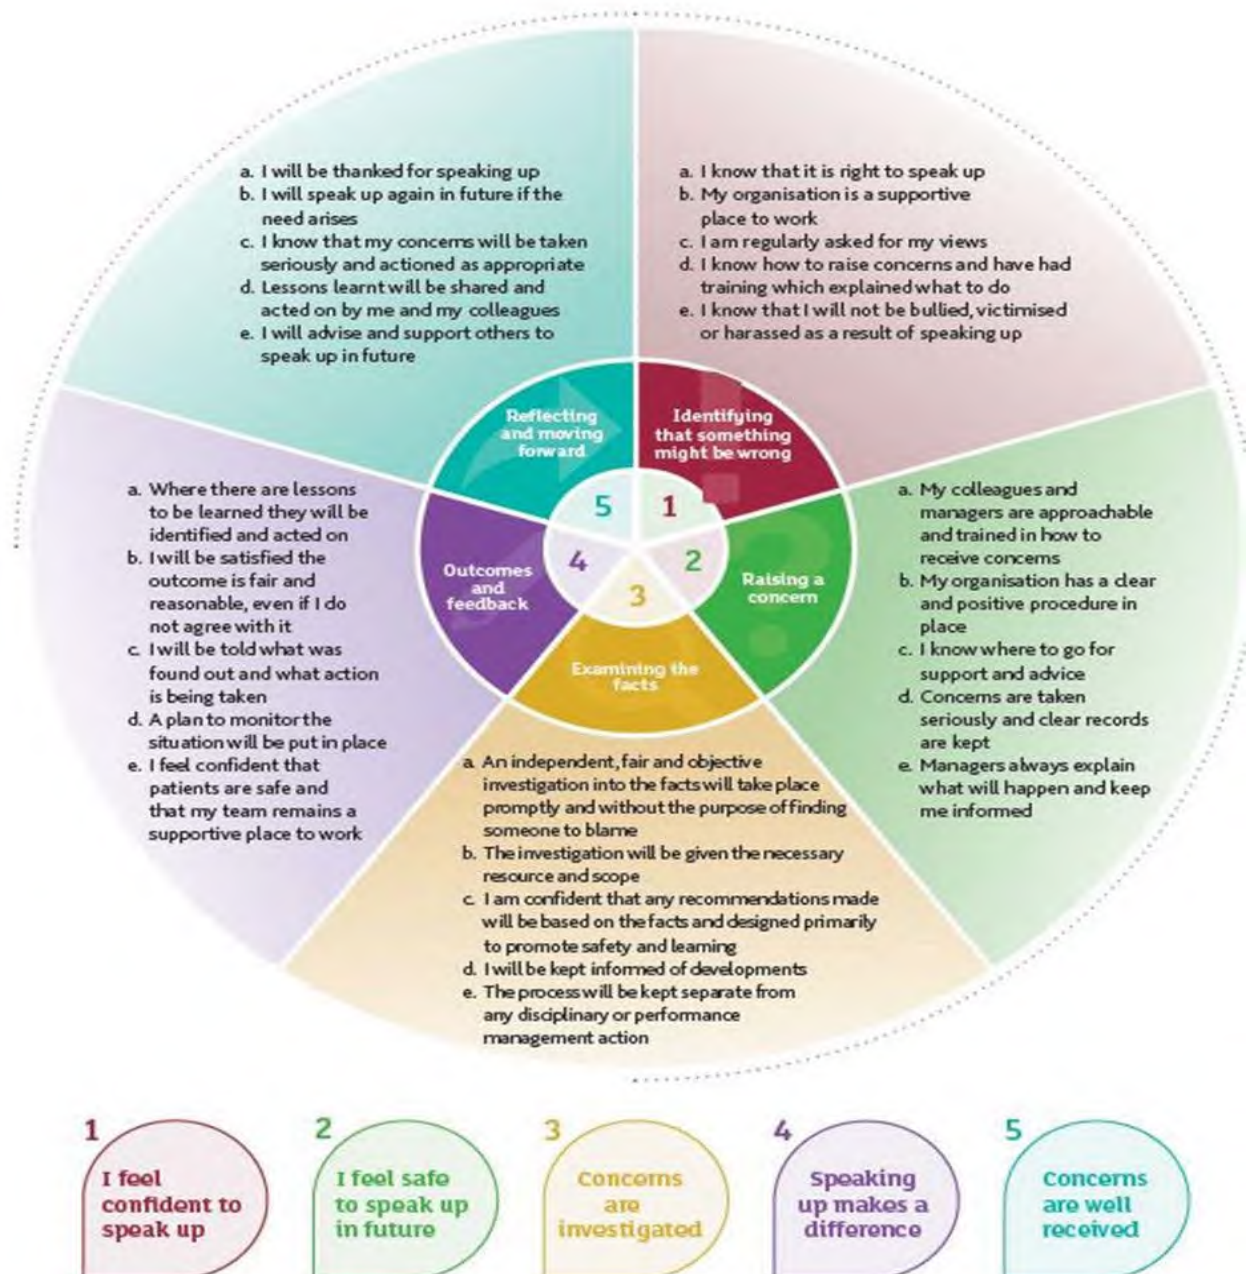 a. I will be thanked for speaking up
b. I will speak up again in future if the
need arises
c. I know that my concerns will be taken
seriously and actioned as appropriate
d. Lessons learnt will be shared and
acted on by me and my colleagues
e. I will advise and support others to
speak up in future
a. I know that it is right to speak up
b. My organisation is a supportive
place to work
c. I am regularly asked for my views
d. I know how to raise concerns and have had
training which explained what to do
e. I know that I will not be bullied, victimised
or harassed as a result of speaking up
Reflecting
and moving
forward
Identifying
that something
might be wrong
5
1
4
2
3
Outcomes
and
feedback
Raising a
concern
Examining the
facts
a. Where there are lessons
to be learned they will be
identified and acted on
b. I will be satisfied the
outcome is fair and
reasonable, even if I do
not agree with it
c. I will be told what was
found out and what action
is being taken
d. A plan to monitor the
situation will be put in place
e. I feel confident that
patients are safe and
that my team remains a
supportive place to work
a. My colleagues and
managers are approachable
and trained in how to
receive concerns
b. My organisation has a clear
and positive procedure in
place
c. I know where to go for
support and advice
d. Concerns are taken
seriously and clear records
are kept
e. Managers always explain
what will happen and keep
me informed
a. An independent, fair and objective
investigation into the facts will take place
promptly and without the purpose of finding
someone to blame
b. The investigation will be given the necessary
resource and scope
c. I am confident that any recommendations made
will be based on the facts and designed primarily
to promote safety and learning
d. I will be kept informed of developments
e. The process will be kept separate from
any disciplinary or performance
management action
1
I feel
confident to
speak up
2
I feel safe
to speak up
in future
3
Concerns
are
investigated
4
Speaking
up makes a
difference
5
Concerns
are well
received